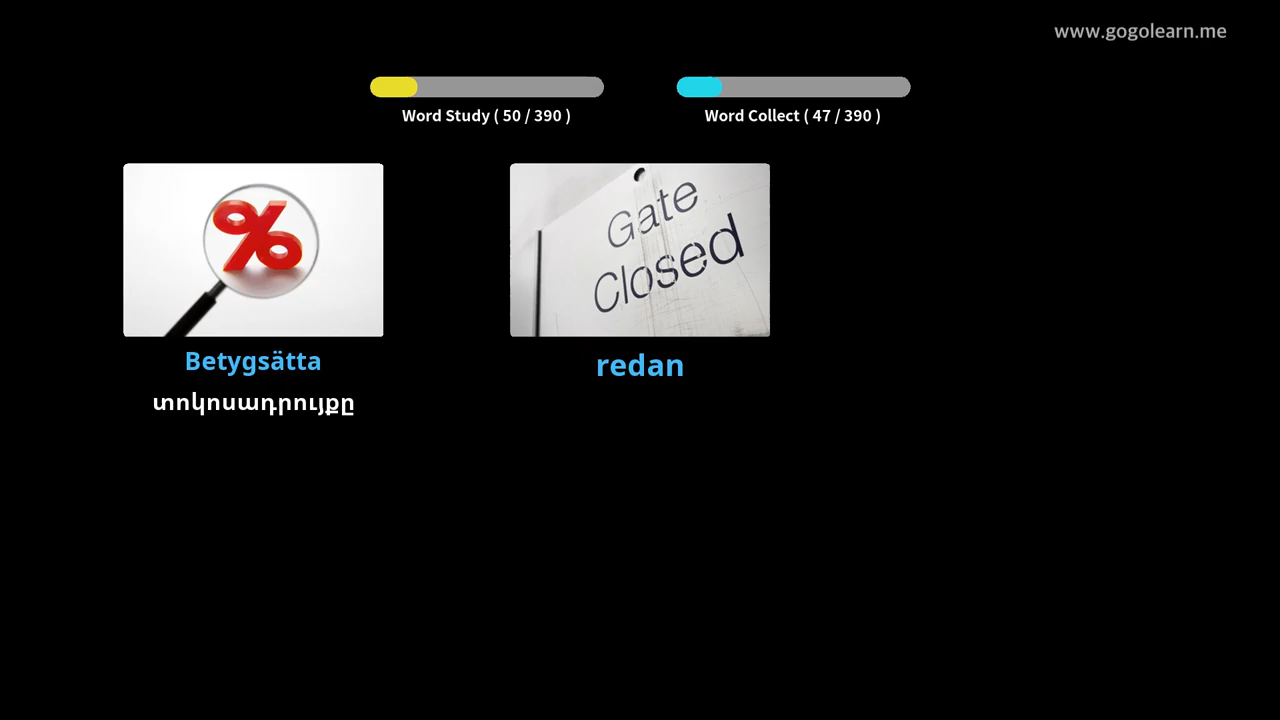 www.gogolearn.me
Word Study ( 50 / 390 )
Word Collect ( 47 / 390 )
%
Gate
Closed
Betygsätta
redan
տոկոսադրույքը